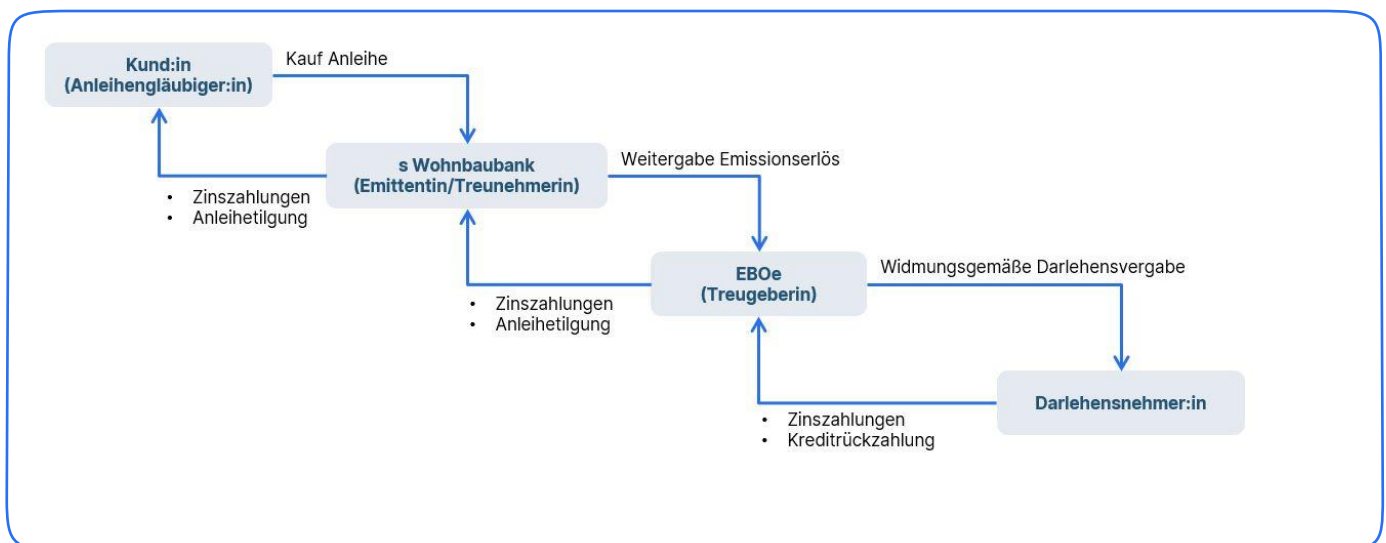 Kund:in
(Anleihengläubiger:in)
Kauf Anleihe
s Wohnbaubank
(Emittentin/Treunehmerin)
Weitergabe Emissionserlös
• Zinszahlungen
• Anleihetilgung
EBOe
(Treugeberin)
Widmungsgemäße Darlehensvergabe
• Zinszahlungen
• Anleihetilgung
Darlehensnehmer:in
• Zinszahlungen
• Kreditrückzahlung